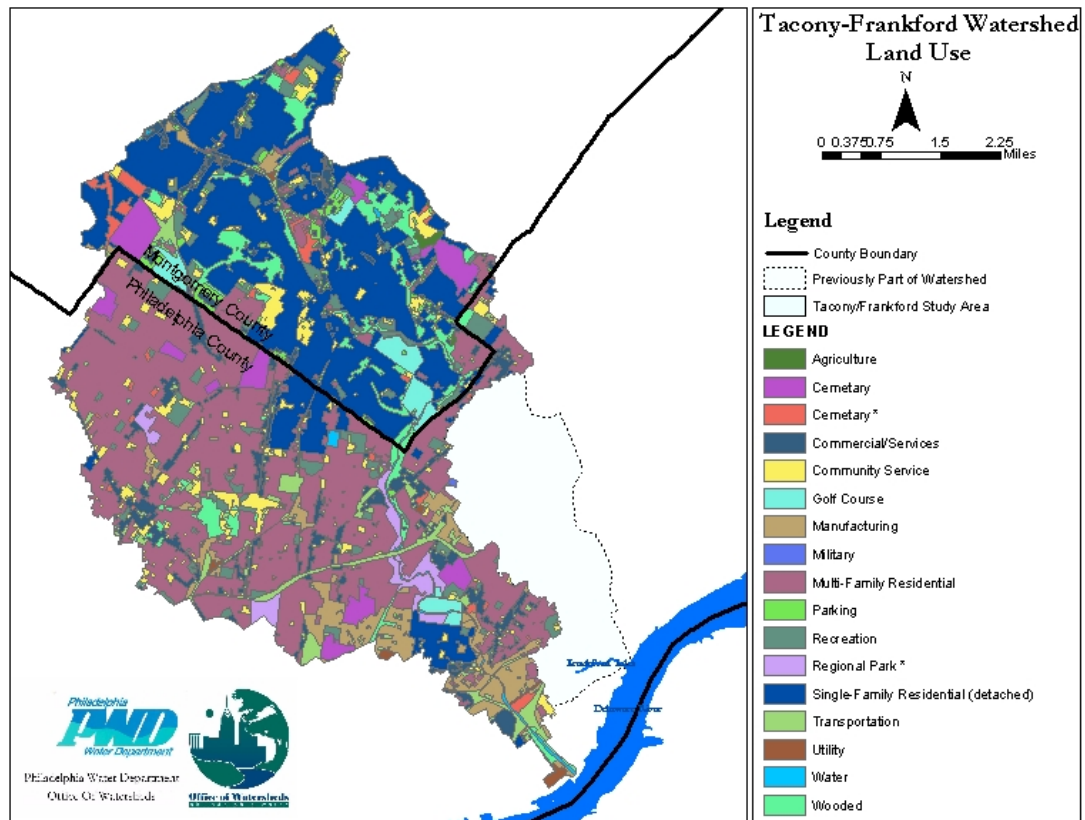 Tacony-Frankford Watershed
Land Use
N
0 0.375 0.75 1.5 2.25
Miles
Legend
County Boundary
Previously Part of Watershed
Tacony/Frankford Study Area
LEGEND
Agriculture
Cemetary
Cemetary*
Commercial/Services
Community Service
Golf Course
Manufacturing
Military
Multi-Family Residential
Parking
Recreation
Regional Park*
Single-Family Residential (detached)
Transportation
Utility
Water
Wooded
Montgomery County
Philadelphia County
Delaware River
Philadelphia
PWD
Water Department
Philadelphia Water Department
Office Of Watersheds
Office of Watersheds